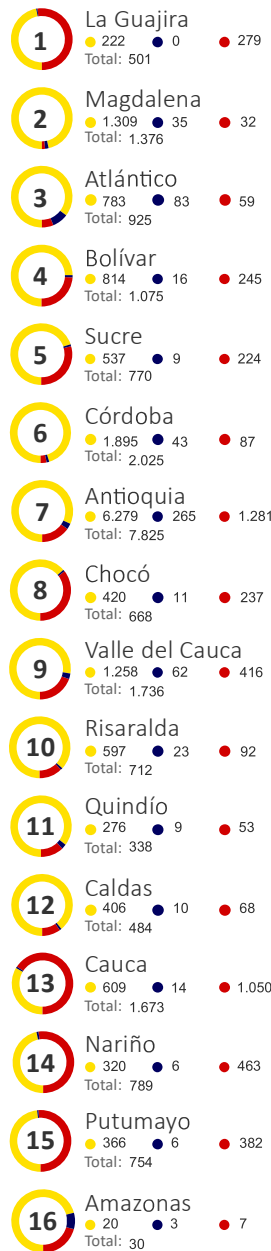 1
La Guajira
222 0 279
Total: 501
2
Magdalena
1.309 35 32
Total: 1.376
3
Atlántico
783 83 59
Total: 925
4
Bolívar
814 16 245
Total: 1.075
5
Sucre
537 9 224
Total: 770
6
Córdoba
1.895 43 87
Total: 2.025
7
Antioquia
6.279 265 1.281
Total: 7.825
8
Chocó
420 11 237
Total: 668
9
Valle del Cauca
1.258 62 416
Total: 1.736
10
Risaralda
597 23 92
Total: 712
11
Quindío
276 9 53
Total: 338
12
Caldas
406 10 68
Total: 484
13
Cauca
609 14 1.050
Total: 1.673
14
Nariño
320 6 463
Total: 789
15
Putumayo
366 6 382
Total: 754
16
Amazonas
20 3 7
Total: 30